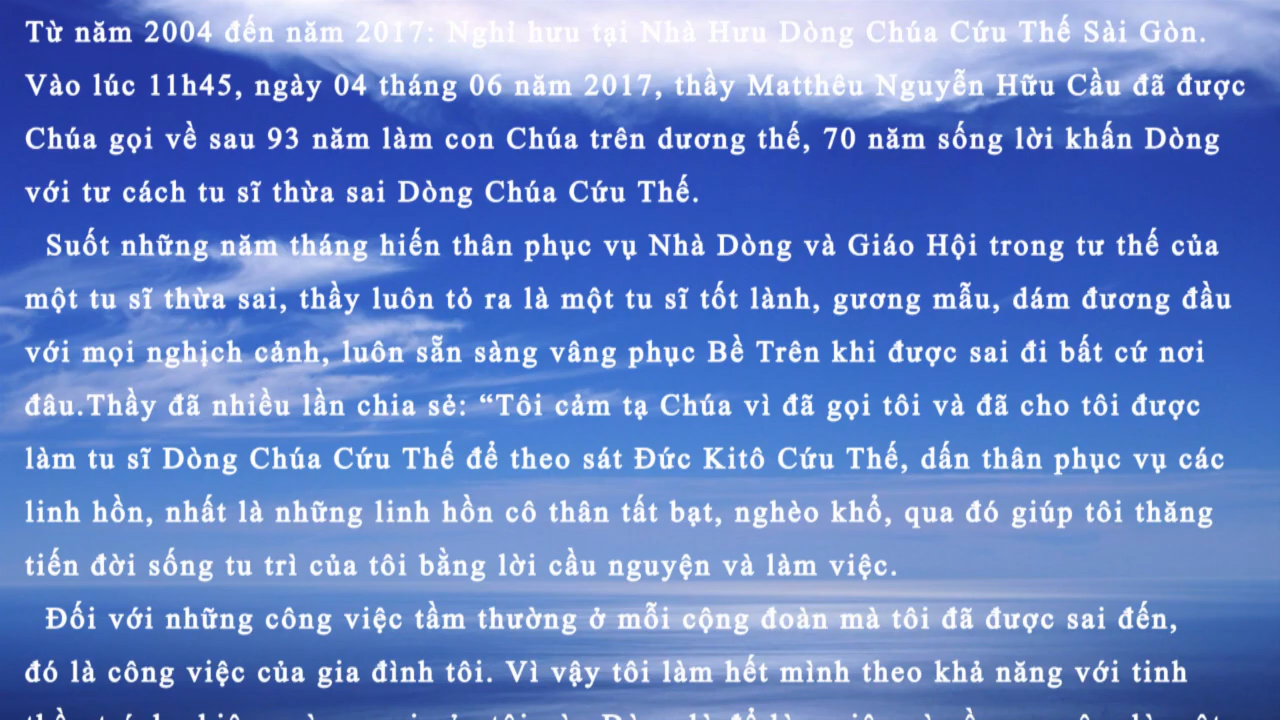 Từ năm 2004 đến năm 2017: Nghỉ hưu tại Nhà Hưu Dòng Chúa Cứu Thế Sài Gòn.
Vào lúc 11h45, ngày 04 tháng 06 năm 2017, thầy Matthêu Nguyễn Hữu Cầu đã được
Chúa gọi về sau 93 năm làm con Chúa trên dương thế, 70 năm sống lời khấn Dòng
với tư cách tu sĩ thừa sai Dòng Chúa Cứu Thế.
Suốt những năm tháng hiến thân phục vụ Nhà Dòng và Giáo Hội trong tư thế của
một tu sĩ thừa sai, thầy luôn tỏ ra là một tu sĩ tốt lành, gương mẫu, dám đương đầu
với mọi nghịch cảnh, luôn sẵn sàng vâng phục Bề Trên khi được sai đi bất cứ nơi
đâu.Thầy đã nhiều lần chia sẻ: “Tôi cảm tạ Chúa vì đã gọi tôi và đã cho tôi được
làm tu sĩ Dòng Chúa Cứu Thế để theo sát Đức Kitô Cứu Thế, dấn thân phục vụ các
linh hồn, nhất là những linh hồn cô thân tất bạt, nghèo khổ, qua đó giúp tôi thăng
tiến đời sống tu trì của tôi bằng lời cầu nguyện và làm việc.
Đối với những công việc tầm thường ở mỗi cộng đoàn mà tôi đã được sai đến,
đó là công việc của gia đình tôi. Vì vậy tôi làm hết mình theo khả năng với tinh